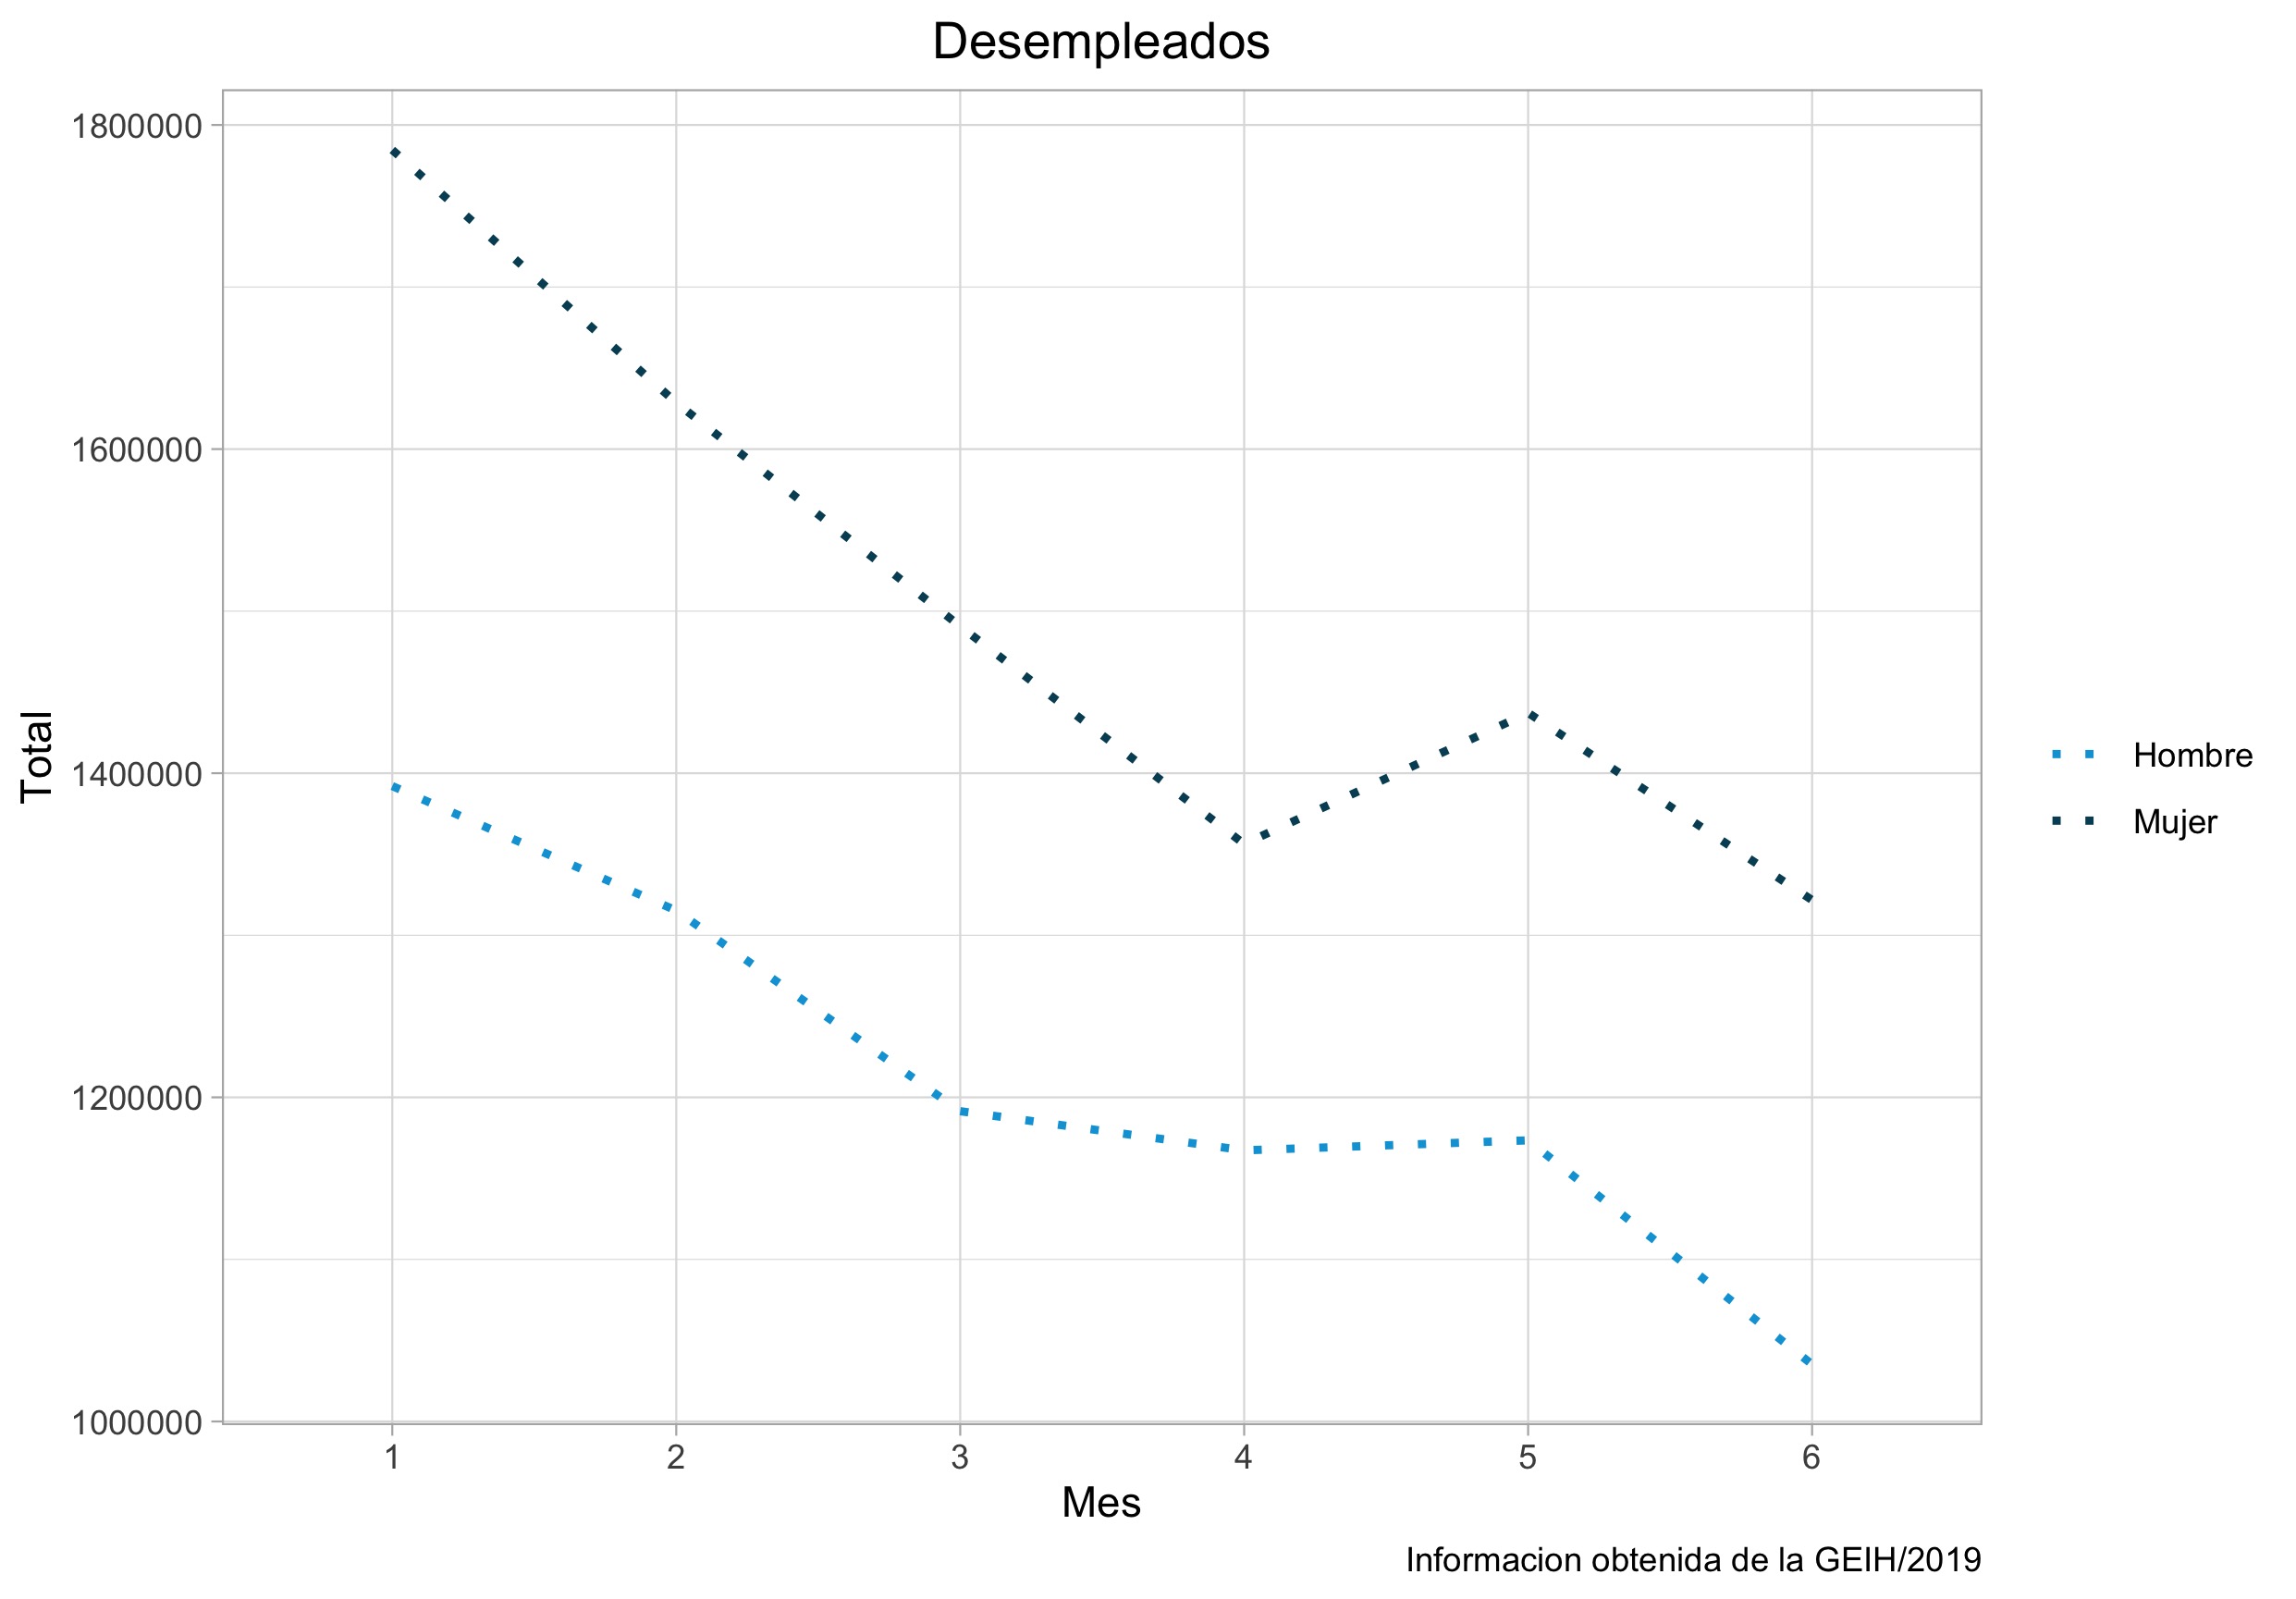 Desempleados
1800000
1600000
1400000
1200000
1000000
Total
1 2 3 4 5 6
Mes
Hombre
Mujer
Informacion obtenida de la GEIH/2019